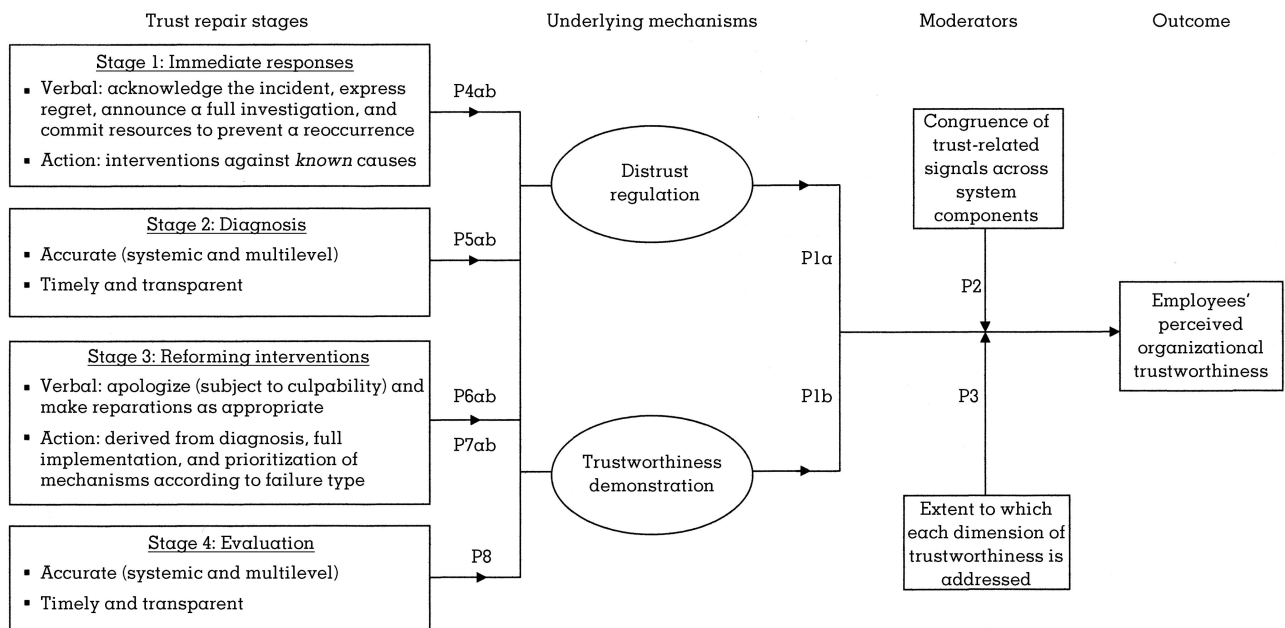 Trust repair stages
Underlying mechanisms
Moderators
Outcome
Stage 1: Immediate responses
▪ Verbal: acknowledge the incident, express
regret, announce a full investigation, and
commit resources to prevent a reoccurrence
▪ Action: interventions against known causes
P4ab
Stage 2: Diagnosis
▪ Accurate (systemic and multilevel)
▪ Timely and transparent
P5ab
Stage 3: Reforming interventions
▪ Verbal: apologize (subject to culpability) and
make reparations as appropriate
▪ Action: derived from diagnosis, full
implementation, and prioritization of
mechanisms according to failure type
P6ab
P7ab
Stage 4: Evaluation
▪ Accurate (systemic and multilevel)
▪ Timely and transparent
P8
Distrust
regulation
Trustworthiness
demonstration
P1a
P1b
Congruence of
trust-related
signals across
system
components
P2
P3
Extent to which
each dimension of
trustworthiness is
addressed
Employees'
perceived
organizational
trustworthiness